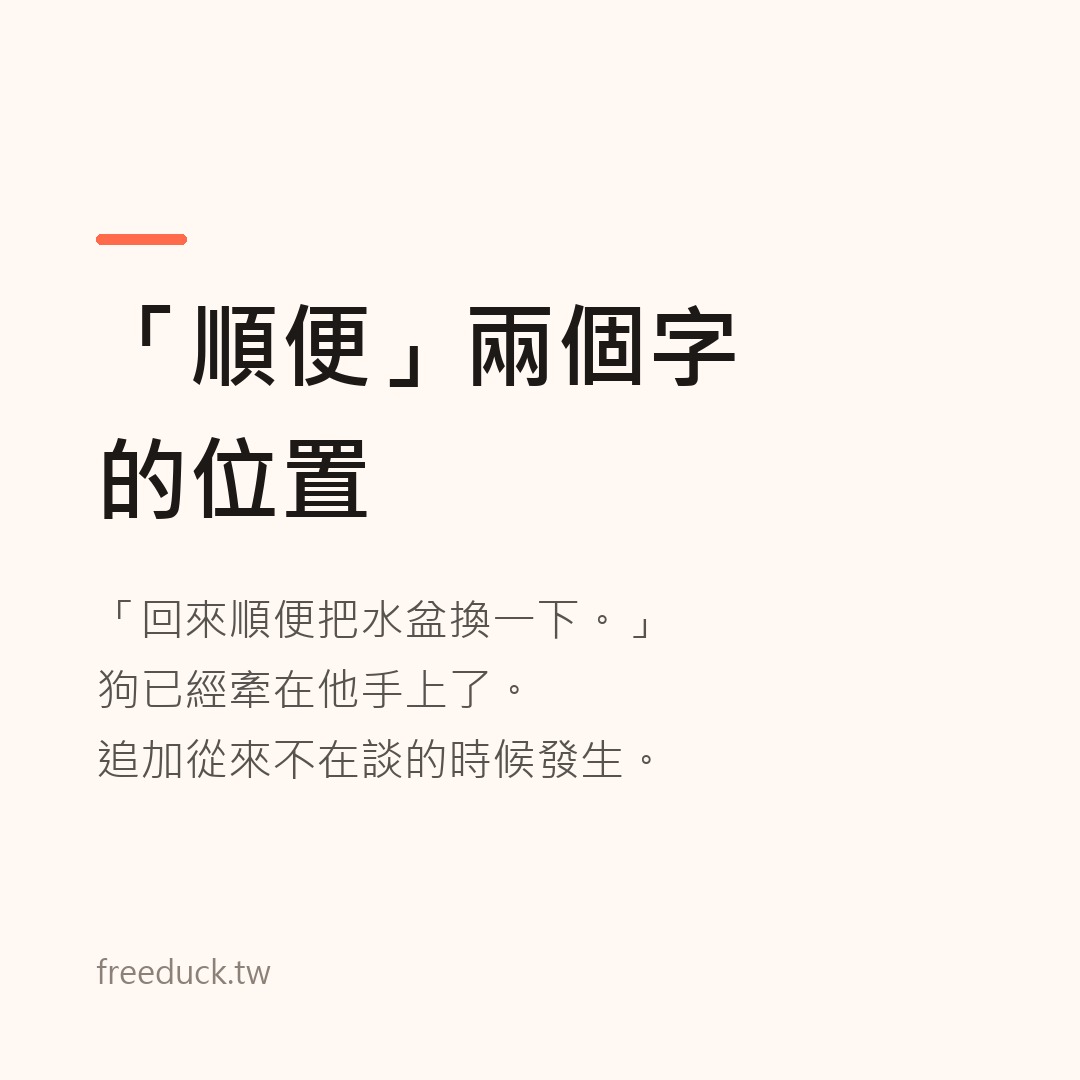 「順便」兩個字
的位置
「回來順便把水盆換一下。」
狗已經牽在他手上了。
追加從來不在談的時候發生。
freeduck.tw